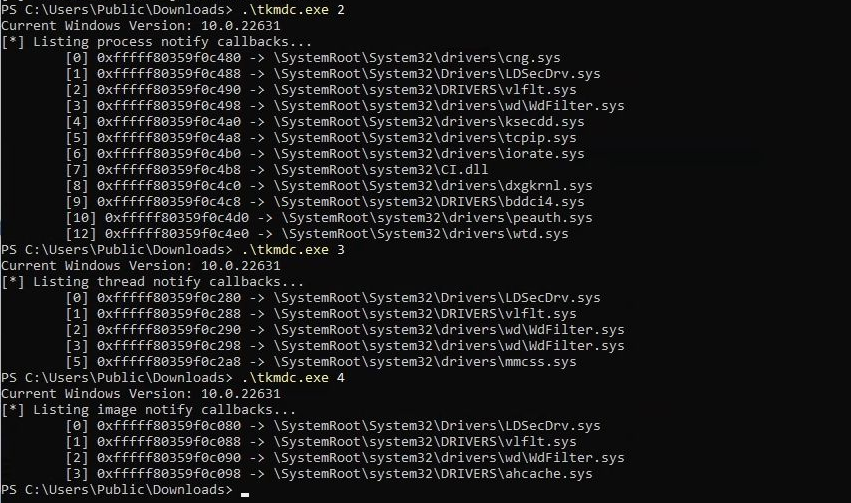 PS C:\Users\Public\Downloads> .\tkmdc.exe 2
Current Windows Version: 10.0.22631
[*] Listing process notify callbacks...
[0] 0xfffff80359f0c480 -> \SystemRoot\System32\drivers\cng.sys
[1] 0xfffff80359f0c488 -> \SystemRoot\System32\Drivers\LDSecDrv.sys
[2] 0xfffff80359f0c490 -> \SystemRoot\system32\DRIVERS\vlflt.sys
[3] 0xfffff80359f0c498 -> \SystemRoot\system32\drivers\wd\WdFilter.sys
[4] 0xfffff80359f0c4a0 -> \SystemRoot\System32\drivers\ksecdd.sys
[5] 0xfffff80359f0c4a8 -> \SystemRoot\System32\drivers\tcpip.sys
[6] 0xfffff80359f0c4b0 -> \SystemRoot\system32\drivers\iorate.sys
[7] 0xfffff80359f0c4b8 -> \SystemRoot\System32\CI.dll
[8] 0xfffff80359f0c4c0 -> \SystemRoot\System32\drivers\dxgkrnl.sys
[9] 0xfffff80359f0c4c8 -> \SystemRoot\system32\DRIVERS\bddci4.sys
[10] 0xfffff80359f0c4d0 -> \SystemRoot\system32\drivers\peauth.sys
[12] 0xfffff80359f0c4e0 -> \SystemRoot\System32\drivers\wtd.sys
PS C:\Users\Public\Downloads> .\tkmdc.exe 3
Current Windows Version: 10.0.22631
[*] Listing thread notify callbacks...
[0] 0xfffff80359f0c280 -> \SystemRoot\System32\Drivers\LDSecDrv.sys
[1] 0xfffff80359f0c288 -> \SystemRoot\system32\DRIVERS\vlflt.sys
[2] 0xfffff80359f0c290 -> \SystemRoot\system32\drivers\wd\WdFilter.sys
[3] 0xfffff80359f0c298 -> \SystemRoot\system32\drivers\wd\WdFilter.sys
[5] 0xfffff80359f0c2a8 -> \SystemRoot\system32\drivers\mmcss.sys
PS C:\Users\Public\Downloads> .\tkmdc.exe 4
Current Windows Version: 10.0.22631
[*] Listing image notify callbacks...
[0] 0xfffff80359f0c080 -> \SystemRoot\System32\Drivers\LDSecDrv.sys
[1] 0xfffff80359f0c088 -> \SystemRoot\system32\DRIVERS\vlflt.sys
[2] 0xfffff80359f0c090 -> \SystemRoot\system32\drivers\wd\WdFilter.sys
[3] 0xfffff80359f0c098 -> \SystemRoot\system32\DRIVERS\ahcache.sys
PS C:\Users\Public\Downloads>